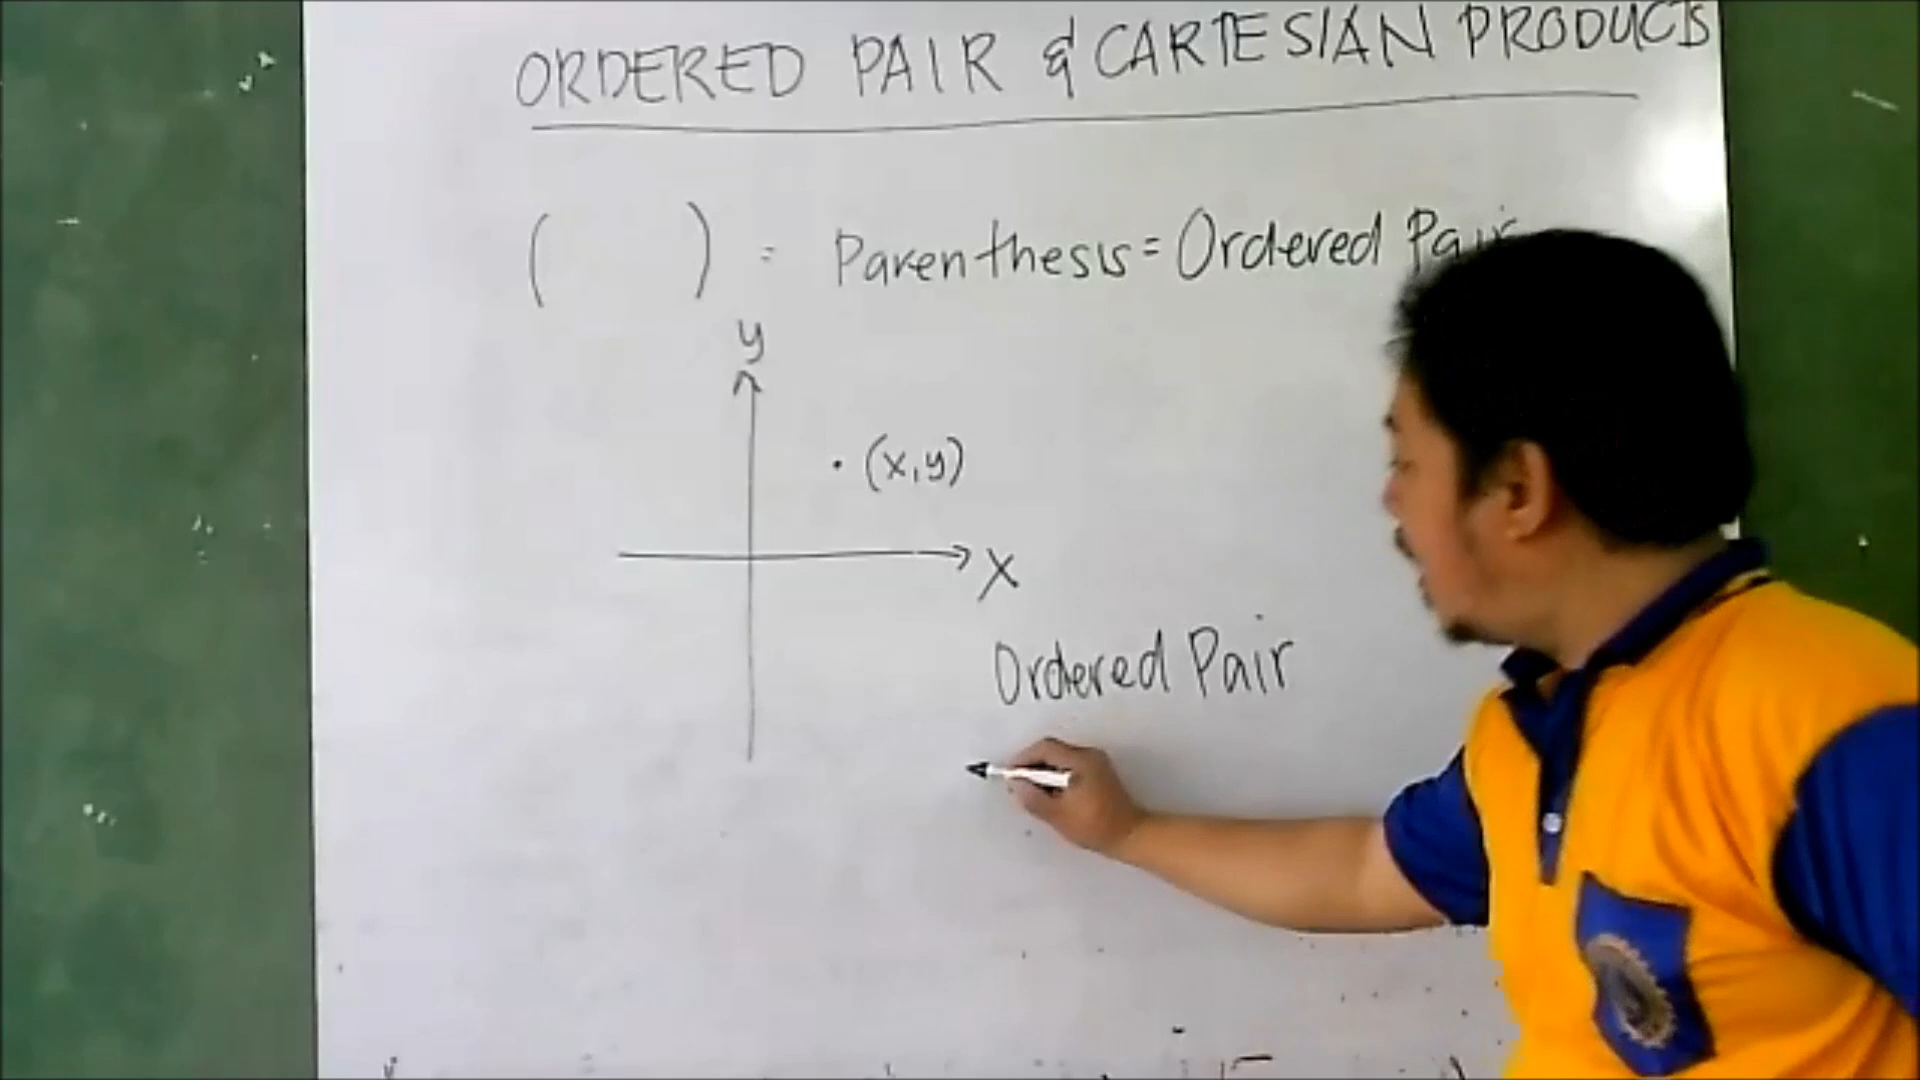 ORDERED PAIR & CARTESIAN PRODUCTS
( ) = Parenthesis = Ordered Pair
y
(x,y)
X
Ordered Pair